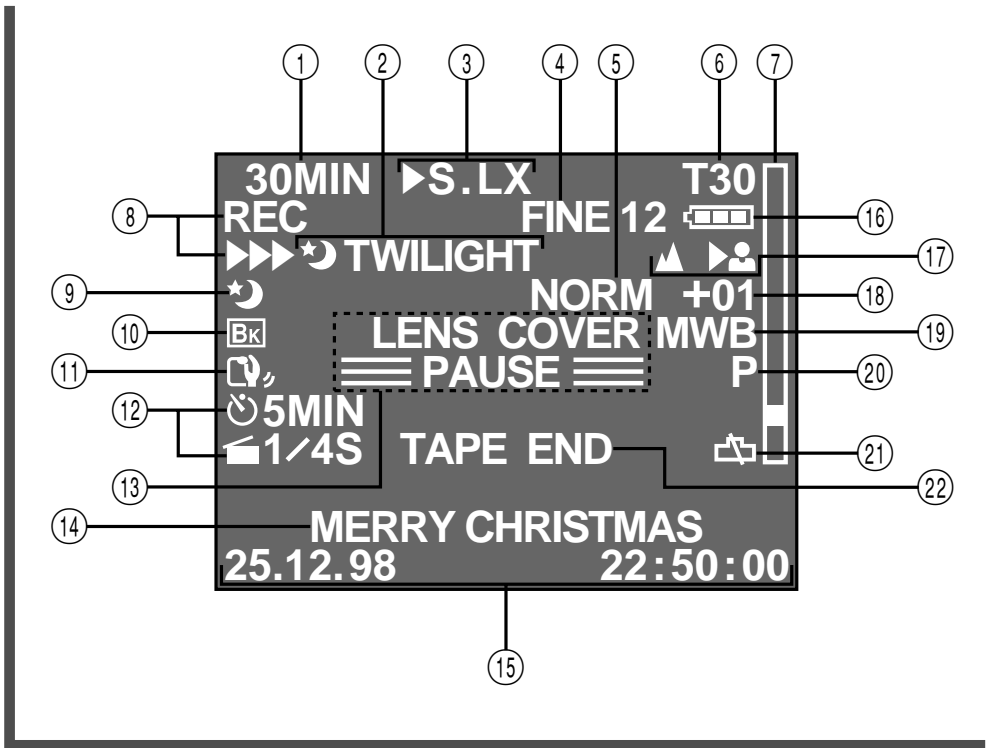 1 2 3 4 5 6 7
30MIN ▶S.LX T30
8 REC FINE 12 16
▶▶▶ TWILIGHT ▶ 17
9 NORM +01 18
10 BK LENS COVER MWB 19
11 PAUSE P 20
12 5MIN
1/4S TAPE END 21
13 22
14 MERRY CHRISTMAS
25.12.98 22:50:00
15